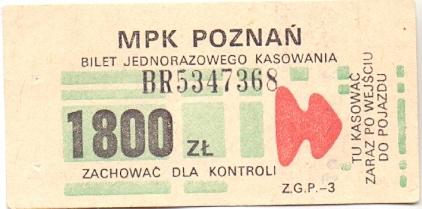 MPK POZNAŃ
BILET JEDNORAZOWEGO KASOWANIA
BR5347368
1800 ZŁ
ZACHOWAĆ DLA KONTROLI
Z.G.P.-3
TU KASOWAĆ
ZARAZ PO WEJŚCIU
DO POJAZDU